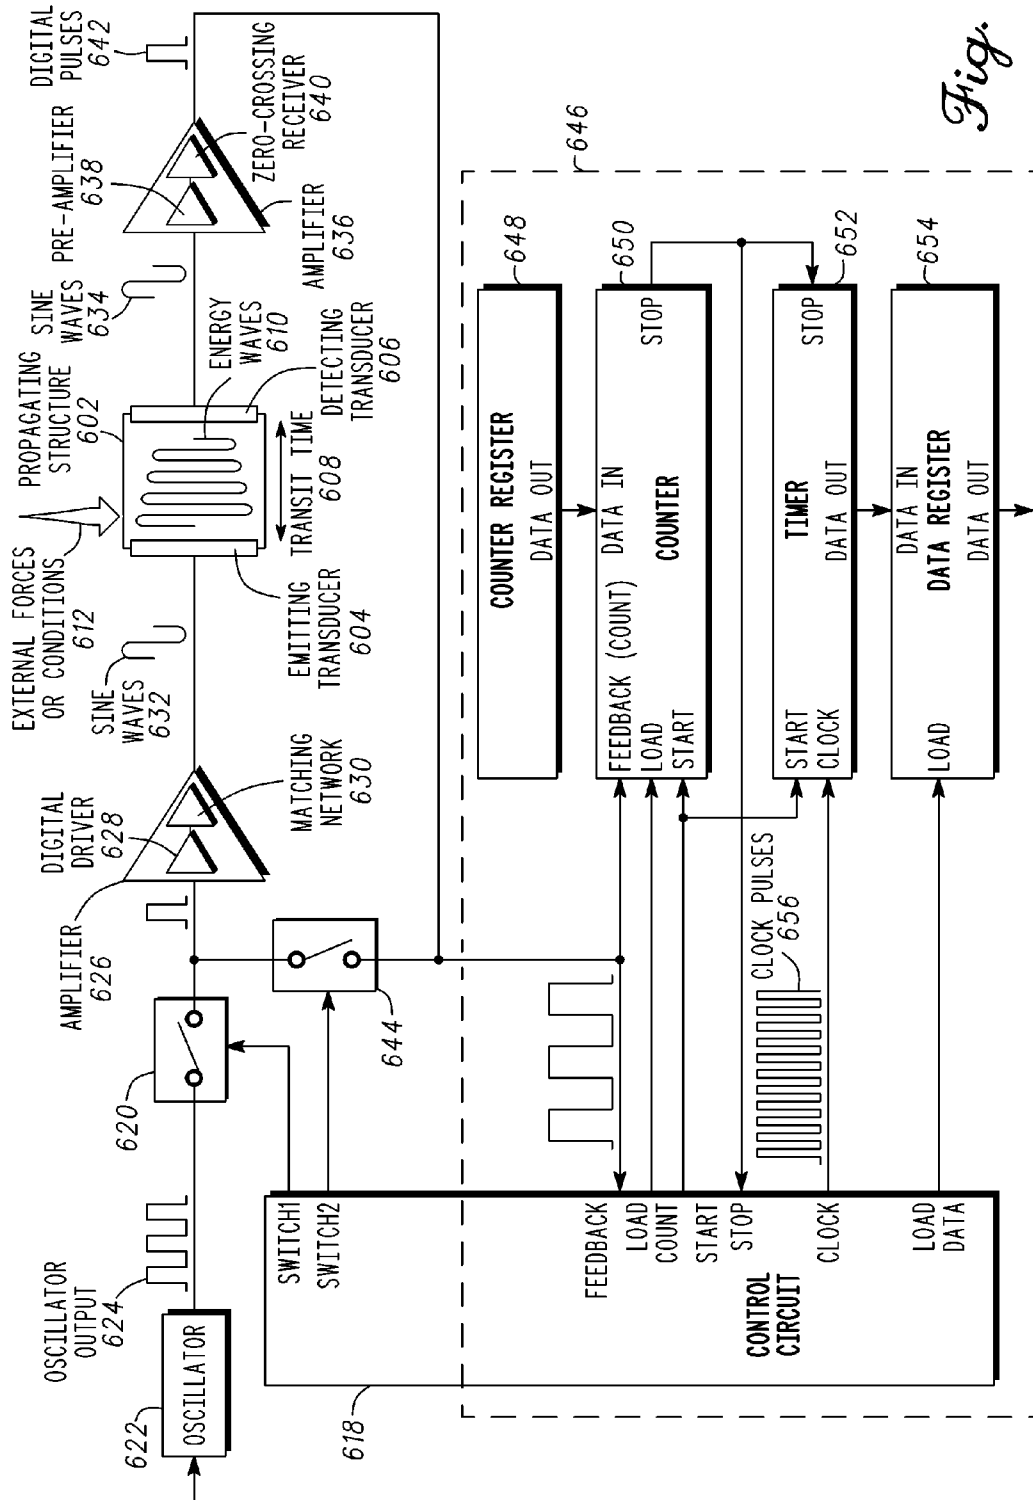 OSCILLATOR
622
OSCILLATOR
OUTPUT
624
620
AMPLIFIER
626
DIGITAL
DRIVER
628
MATCHING
NETWORK
630
SINE
WAVES
632
EXTERNAL FORCES
OR CONDITIONS
612
PROPAGATING
STRUCTURE
602
EMITTING
TRANSDUCER
604
TRANSIT TIME
608
ENERGY
WAVES
610
DETECTING
TRANSDUCER
606
SINE
WAVES
634
PRE-AMPLIFIER
638
AMPLIFIER
636
ZERO-CROSSING
RECEIVER
640
DIGITAL
PULSES
642
644
618
SWITCH1
SWITCH2
FEEDBACK
LOAD
COUNT
START
STOP
CLOCK
LOAD
DATA
CONTROL
CIRCUIT
CLOCK PULSES
656
646
COUNTER REGISTER
DATA OUT
648
FEEDBACK (COUNT)
LOAD
START
DATA IN
COUNTER
STOP
650
START
CLOCK
TIMER
DATA OUT
STOP
652
LOAD
DATA IN
DATA REGISTER
DATA OUT
654
Fig.